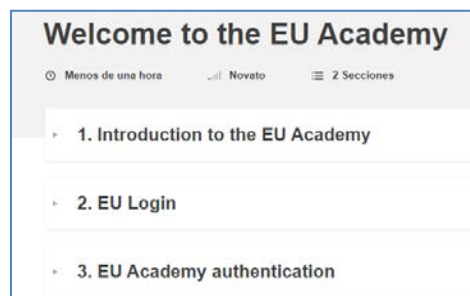 Welcome to the EU Academy
Menos de una hora Novato 2 Secciones
1. Introduction to the EU Academy
2. EU Login
3. EU Academy authentication